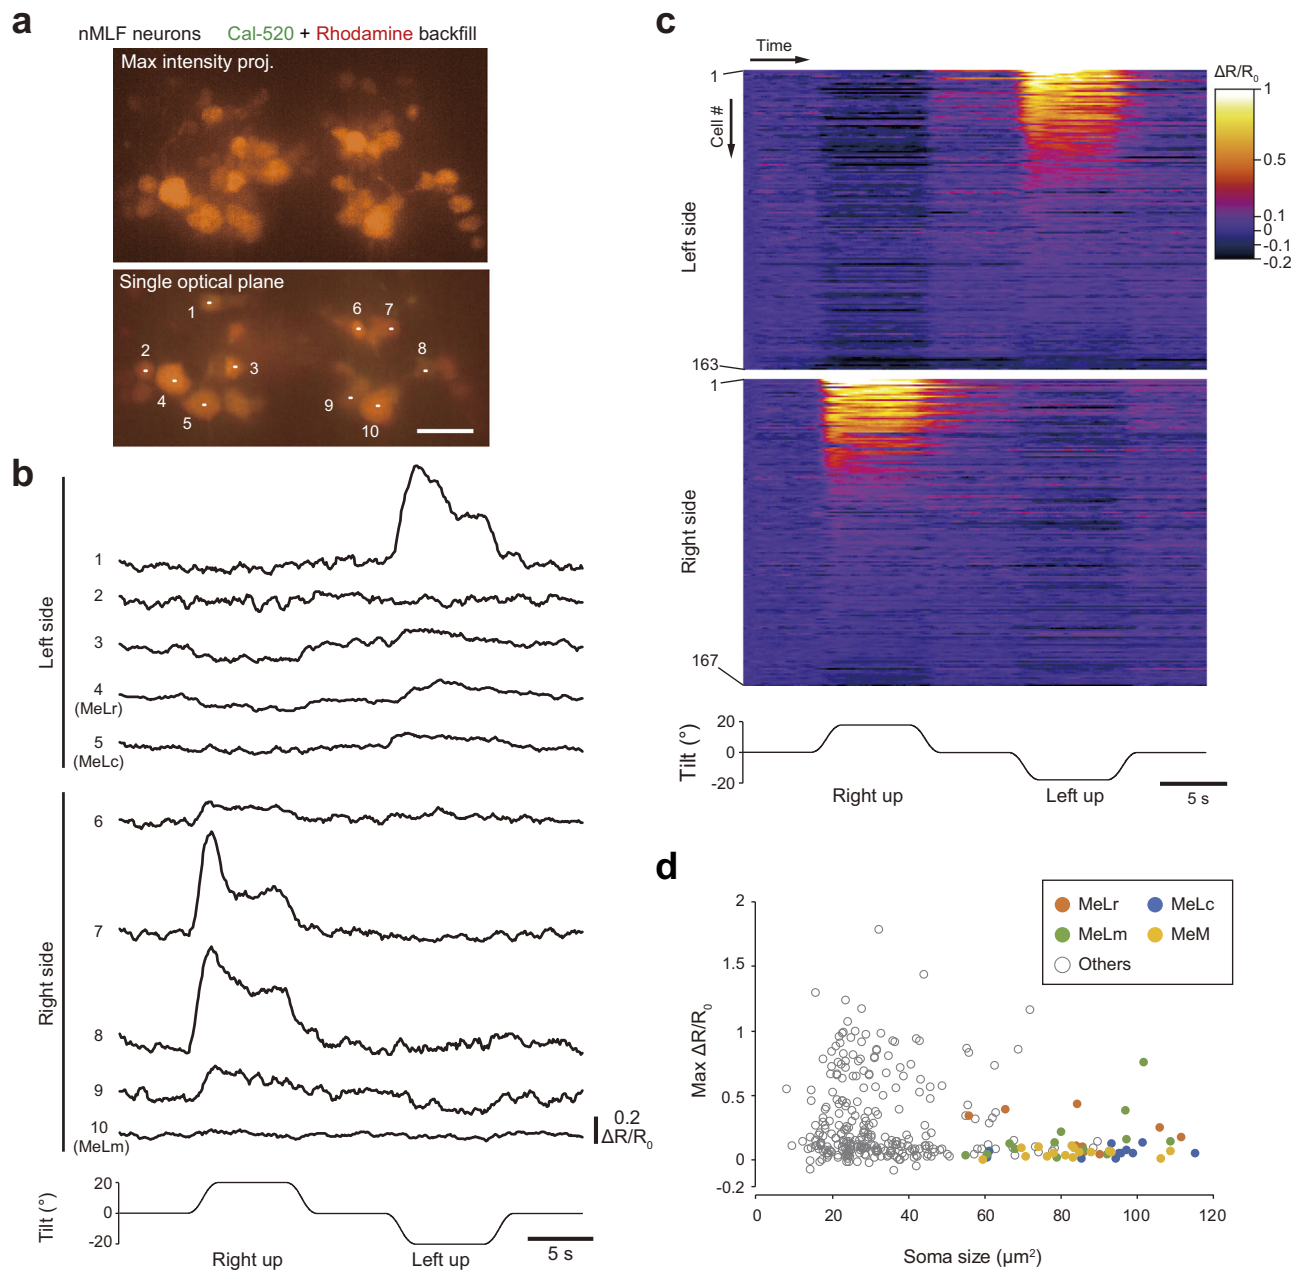 a
nMLF neurons Cal-520 + Rhodamine backfill
Max intensity proj.
Single optical plane
1
2
3
4
5
6
7
8
9
10
b
Left side
1
2
3
4
(MeLr)
5
(MeLc)
Right side
6
7
8
9
10
(MeLm)
0.2
ΔR/R₀
Tilt (°)
20
0
-20
Right up
Left up
5 s
c
Time
Cell #
1
Left side
163
1
Right side
167
ΔR/R₀
1
0.5
0.1
0
-0.1
-0.2
Tilt (°)
20
0
-20
Right up
Left up
5 s
d
MeLr
MeLc
MeLm
MeM
Others
Max ΔR/R₀
2
1.5
1
0.5
0
-0.2
0
20
40
60
80
100
120
Soma size (μm²)